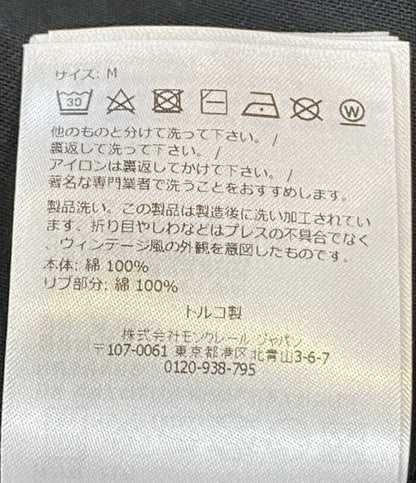 サイズ: M
30 W
他のものと分けて洗って下さい。/
裏返して洗って下さい。/
アイロンは裏返してかけて下さい。/
著名な専門業者で洗うことをおすすめします。
製品洗い。この製品は製造後に洗い加工されてい
ます。折り目やしわなどはプレスの不具合でなく
、ヴィンテージ風の外観を意図したものです。
本体: 綿 100%
リブ部分: 綿 100%
トルコ製
株式会社モンクレール ジャパン
〒107-0061 東京都港区北青山3-6-7
0120-938-795